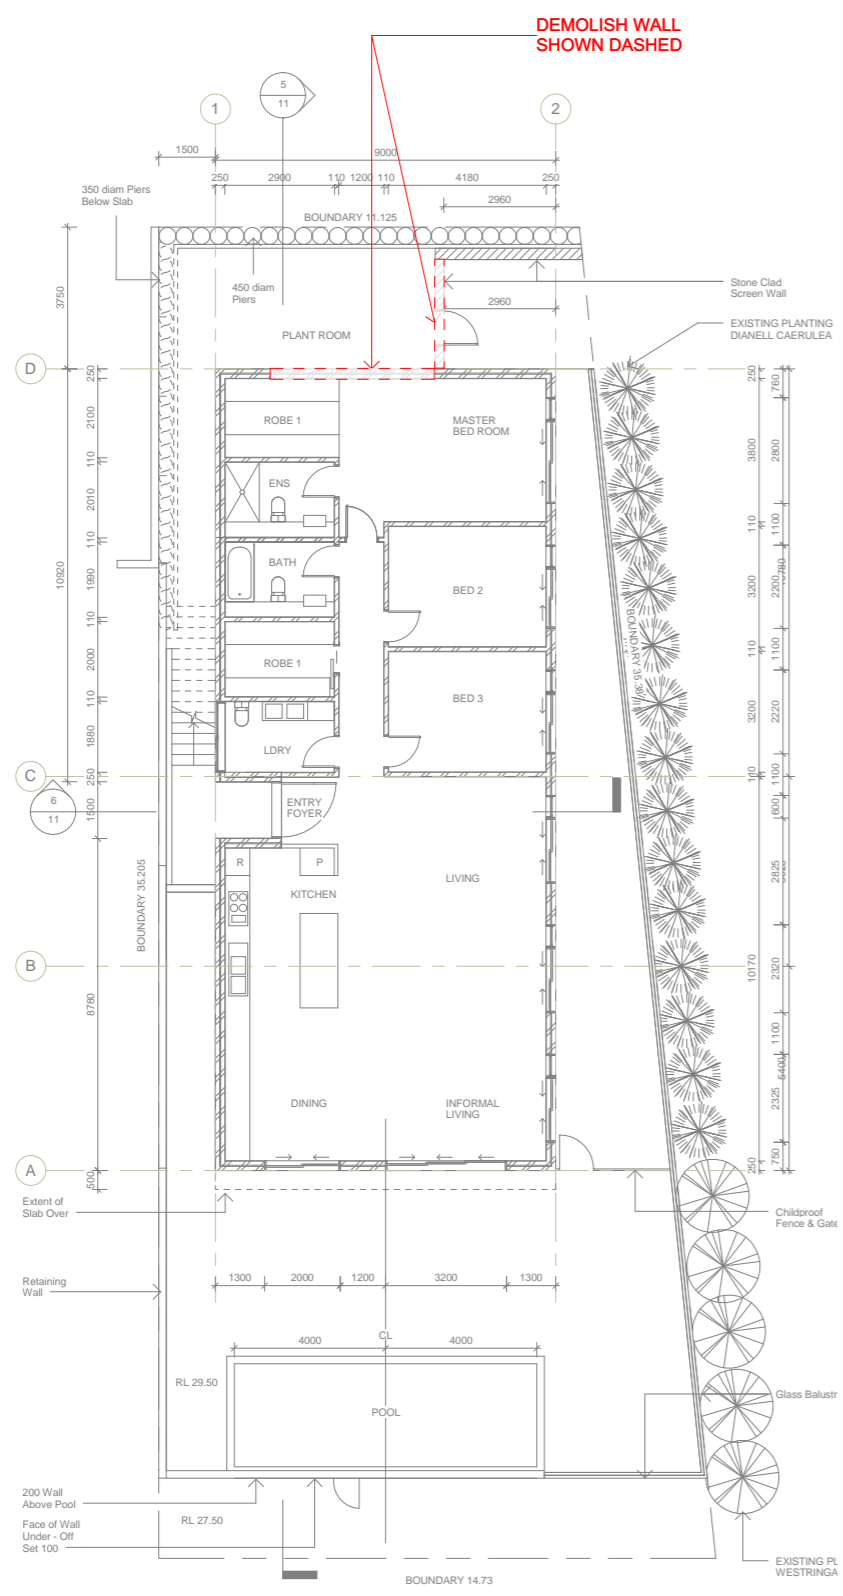 DEMOLISH WALL
SHOWN DASHED
5
11
1
2
1500
9000
250
2900
110
1200
110
4180
250
2960
350 diam Piers
Below Slab
BOUNDARY 11.125
450 diam
Piers
Stone Clad
Screen Wall
2960
3750
EXISTING PLANTING
DIANELL CAERULEA
PLANT ROOM
D
250
250
760
ROBE 1
MASTER
BED ROOM
2100
3800
2800
110
ENS
2010
110
110
1100
BATH
BED 2
10920
1990
3200
2200
110
110
1100
BOUNDARY 35.38
ROBE 1
BED 3
2000
110
3200
2220
LDRY
1880
C
250
110
1100
6
11
1500
ENTRY
FOYER
600
R
P
LIVING
KITCHEN
2825
BOUNDARY 35.205
B
10170
2320
8780
1100
5400
DINING
INFORMAL
LIVING
2325
A
250
750
500
Extent of
Slab Over
Childproof
Fence & Gate
Retaining
Wall
1300
2000
1200
3200
1300
CL
4000
4000
RL 29.50
POOL
Glass Balustr
200 Wall
Above Pool
Face of Wall
Under - Off
Set 100
RL 27.50
EXISTING PL
WESTRINGA
BOUNDARY 14.73